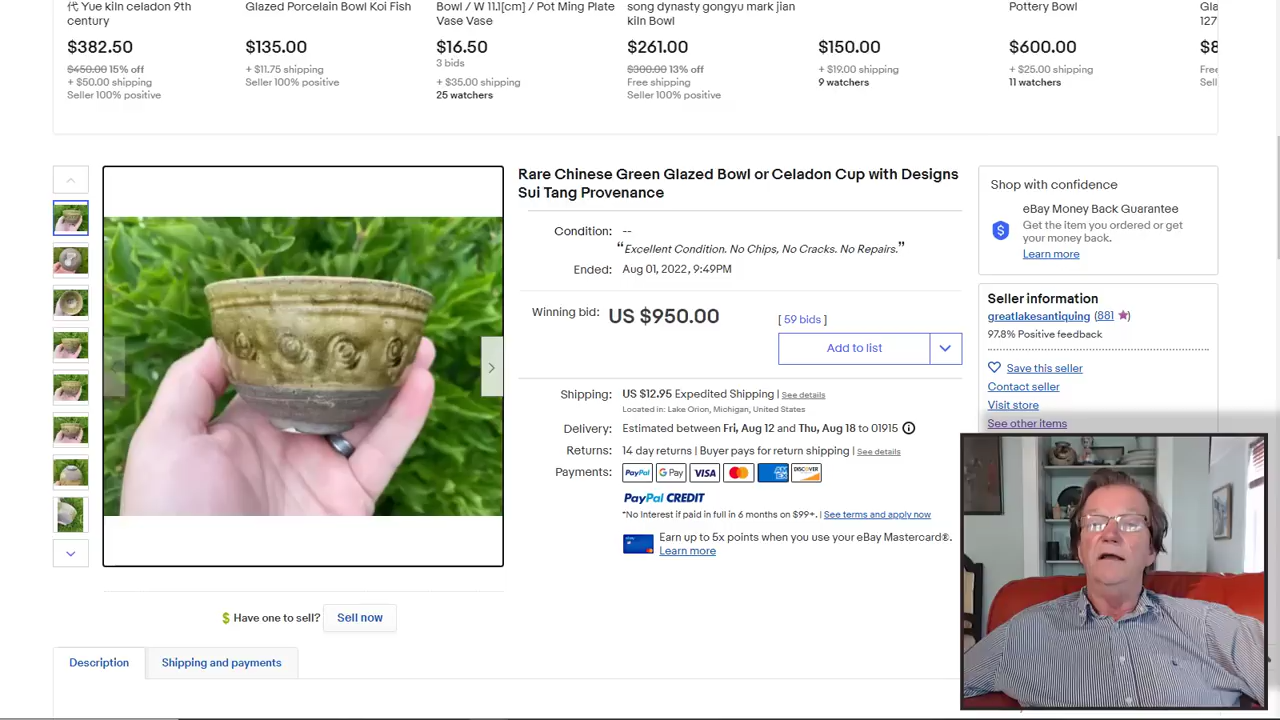 代 Yue kiln celadon 9th
century
$382.50
$450.00 15% off
+ $50.00 shipping
Seller 100% positive
Glazed Porcelain Bowl Koi Fish
$135.00
+ $11.75 shipping
Seller 100% positive
Bowl / W 11.1[cm] / Pot Ming Plate
Vase Vase
$16.50
3 bids
+ $35.00 shipping
25 watchers
song dynasty gongyu mark jian
kiln Bowl
$261.00
$300.00 13% off
Free shipping
Seller 100% positive
$150.00
+ $19.00 shipping
9 watchers
Pottery Bowl
$600.00
+ $25.00 shipping
11 watchers
Gla
127
$8
Free
Sell
Rare Chinese Green Glazed Bowl or Celadon Cup with Designs
Sui Tang Provenance
Condition: --
“Excellent Condition. No Chips, No Cracks. No Repairs.”
Ended: Aug 01, 2022 , 9:49PM
Winning bid: US $950.00
[ 59 bids ]
Add to list
Shipping: US $12.95 Expedited Shipping | See details
Located in: Lake Orion, Michigan, United States
Delivery: Estimated between Fri, Aug 12 and Thu, Aug 18 to 01915
Returns: 14 day returns | Buyer pays for return shipping | See details
Payments: PayPal G Pay VISA mastercard DISCOVER
PayPal CREDIT
*No Interest if paid in full in 6 months on $99+. | See terms and apply now
Earn up to 5x points when you use your eBay Mastercard®.
Learn more
Shop with confidence
eBay Money Back Guarantee
Get the item you ordered or get
your money back.
Learn more
Seller information
greatlakesantiquing (881)
97.8% Positive feedback
Save this seller
Contact seller
Visit store
See other items
$ Have one to sell? Sell now
Description
Shipping and payments